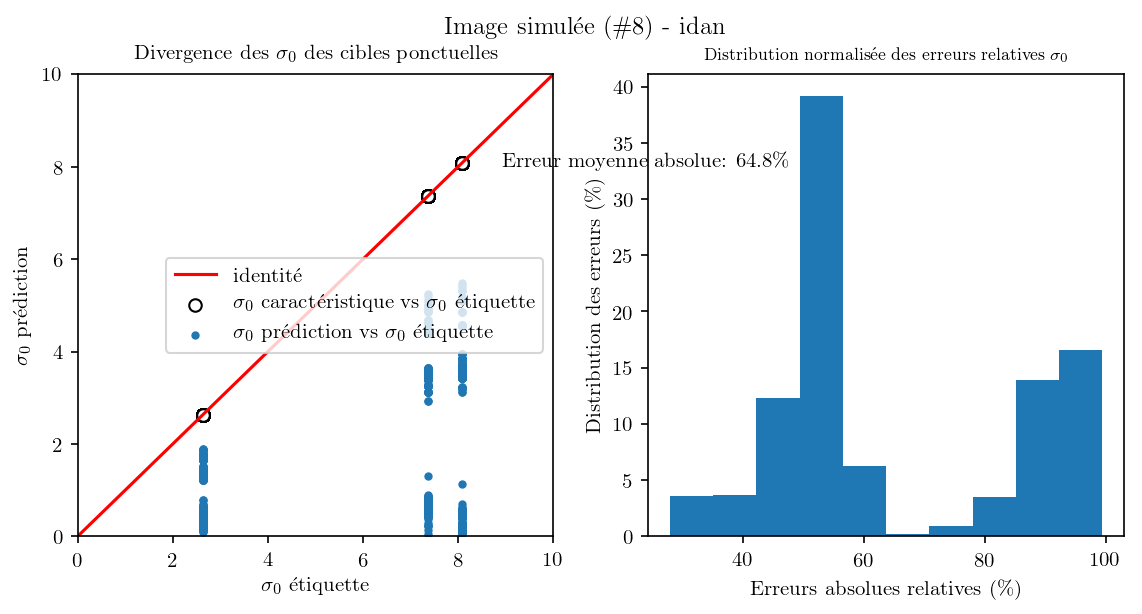 Image simulée (#8) - idan
Divergence des σ₀ des cibles ponctuelles
10
8
6
4
2
0
0 2 4 6 8 10
σ₀ prédiction
σ₀ étiquette
identité
σ₀ caractéristique vs σ₀ étiquette
σ₀ prédiction vs σ₀ étiquette
Distribution normalisée des erreurs relatives σ₀
Erreur moyenne absolue: 64.8%
40
35
30
25
20
15
10
5
0
40 60 80 100
Distribution des erreurs (%)
Erreurs absolues relatives (%)